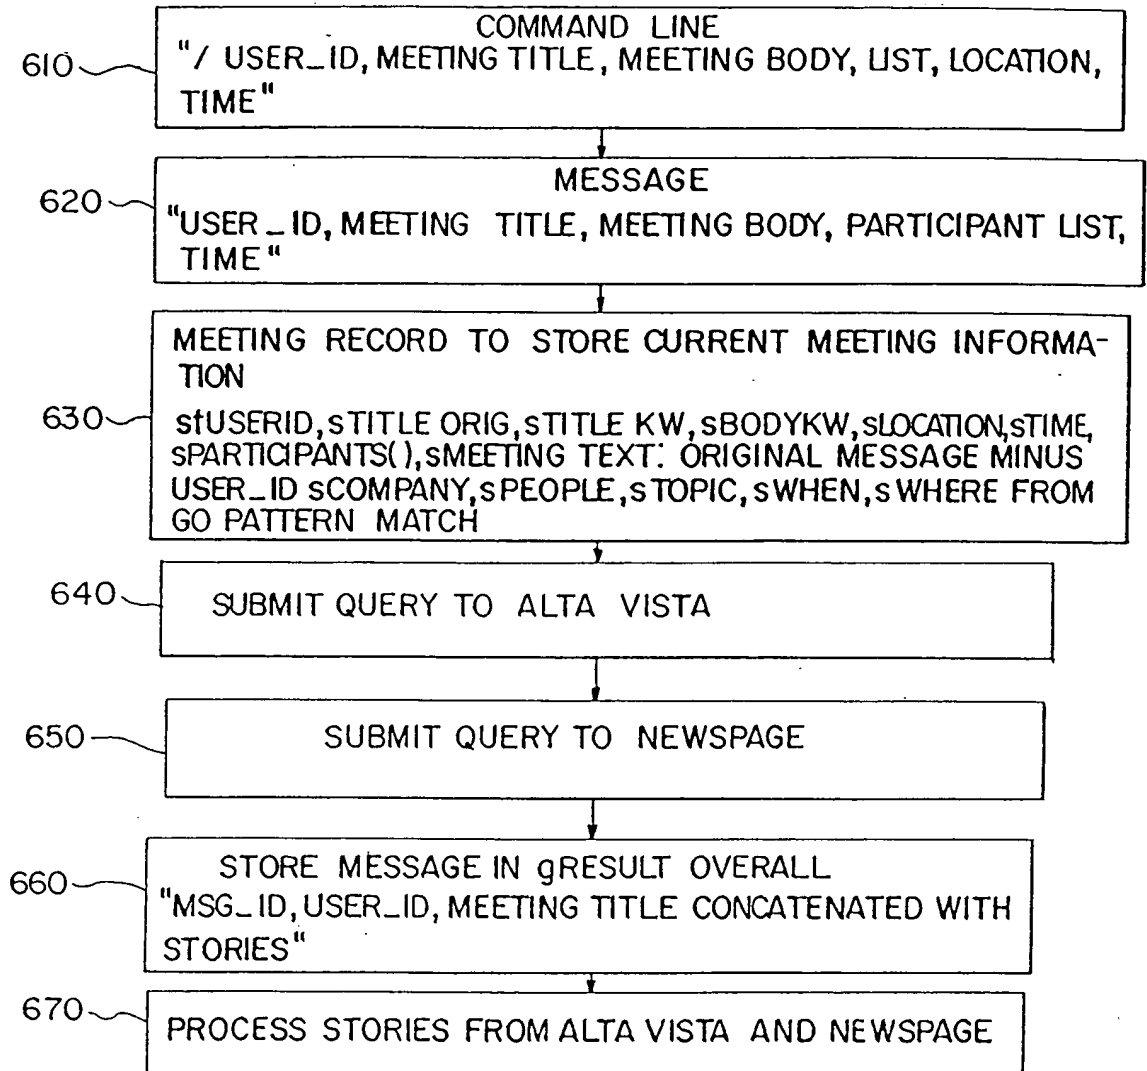 COMMAND LINE
610
"/ USER_ID, MEETING TITLE, MEETING BODY, LIST, LOCATION,
TIME"
MESSAGE
620
"USER_ID, MEETING TITLE, MEETING BODY, PARTICIPANT LIST,
TIME"
MEETING RECORD TO STORE CURRENT MEETING INFORMA-
TION
630
stUSERID, sTITLE ORIG, sTITLE KW, sBODYKW, sLOCATION, sTIME,
sPARTICIPANTS(), sMEETING TEXT: ORIGINAL MESSAGE MINUS
USER_ID sCOMPANY, sPEOPLE, sTOPIC, sWHEN, sWHERE FROM
GO PATTERN MATCH
640
SUBMIT QUERY TO ALTA VISTA
650
SUBMIT QUERY TO NEWSPAGE
660
STORE MESSAGE IN gRESULT OVERALL
"MSG_ID, USER_ID, MEETING TITLE CONCATENATED WITH
STORIES"
670
PROCESS STORIES FROM ALTA VISTA AND NEWSPAGE